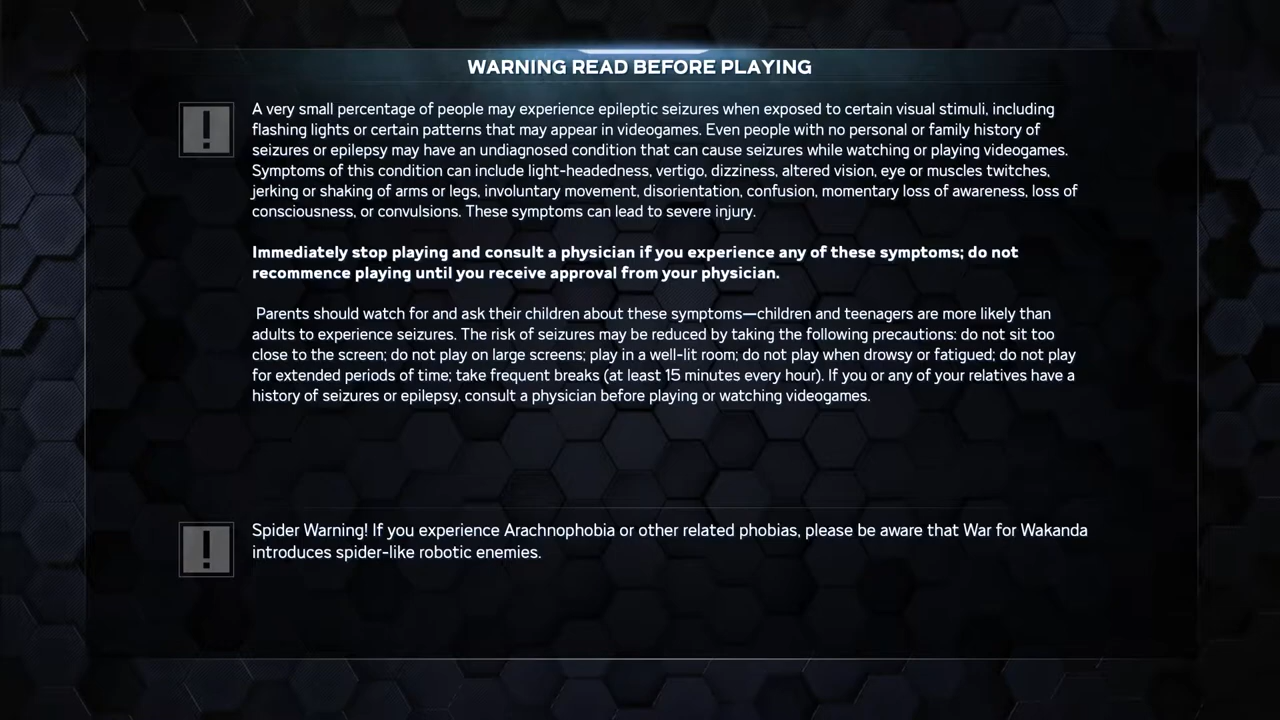 WARNING READ BEFORE PLAYING
A very small percentage of people may experience epileptic seizures when exposed to certain visual stimuli, including
flashing lights or certain patterns that may appear in videogames. Even people with no personal or family history of
seizures or epilepsy may have an undiagnosed condition that can cause seizures while watching or playing videogames.
Symptoms of this condition can include light-headedness, vertigo, dizziness, altered vision, eye or muscles twitches,
jerking or shaking of arms or legs, involuntary movement, disorientation, confusion, momentary loss of awareness, loss of
consciousness, or convulsions. These symptoms can lead to severe injury.
Immediately stop playing and consult a physician if you experience any of these symptoms; do not
recommence playing until you receive approval from your physician.
Parents should watch for and ask their children about these symptoms—children and teenagers are more likely than
adults to experience seizures. The risk of seizures may be reduced by taking the following precautions: do not sit too
close to the screen; do not play on large screens; play in a well-lit room; do not play when drowsy or fatigued; do not play
for extended periods of time; take frequent breaks (at least 15 minutes every hour). If you or any of your relatives have a
history of seizures or epilepsy, consult a physician before playing or watching videogames.
Spider Warning! If you experience Arachnophobia or other related phobias, please be aware that War for Wakanda
introduces spider-like robotic enemies.